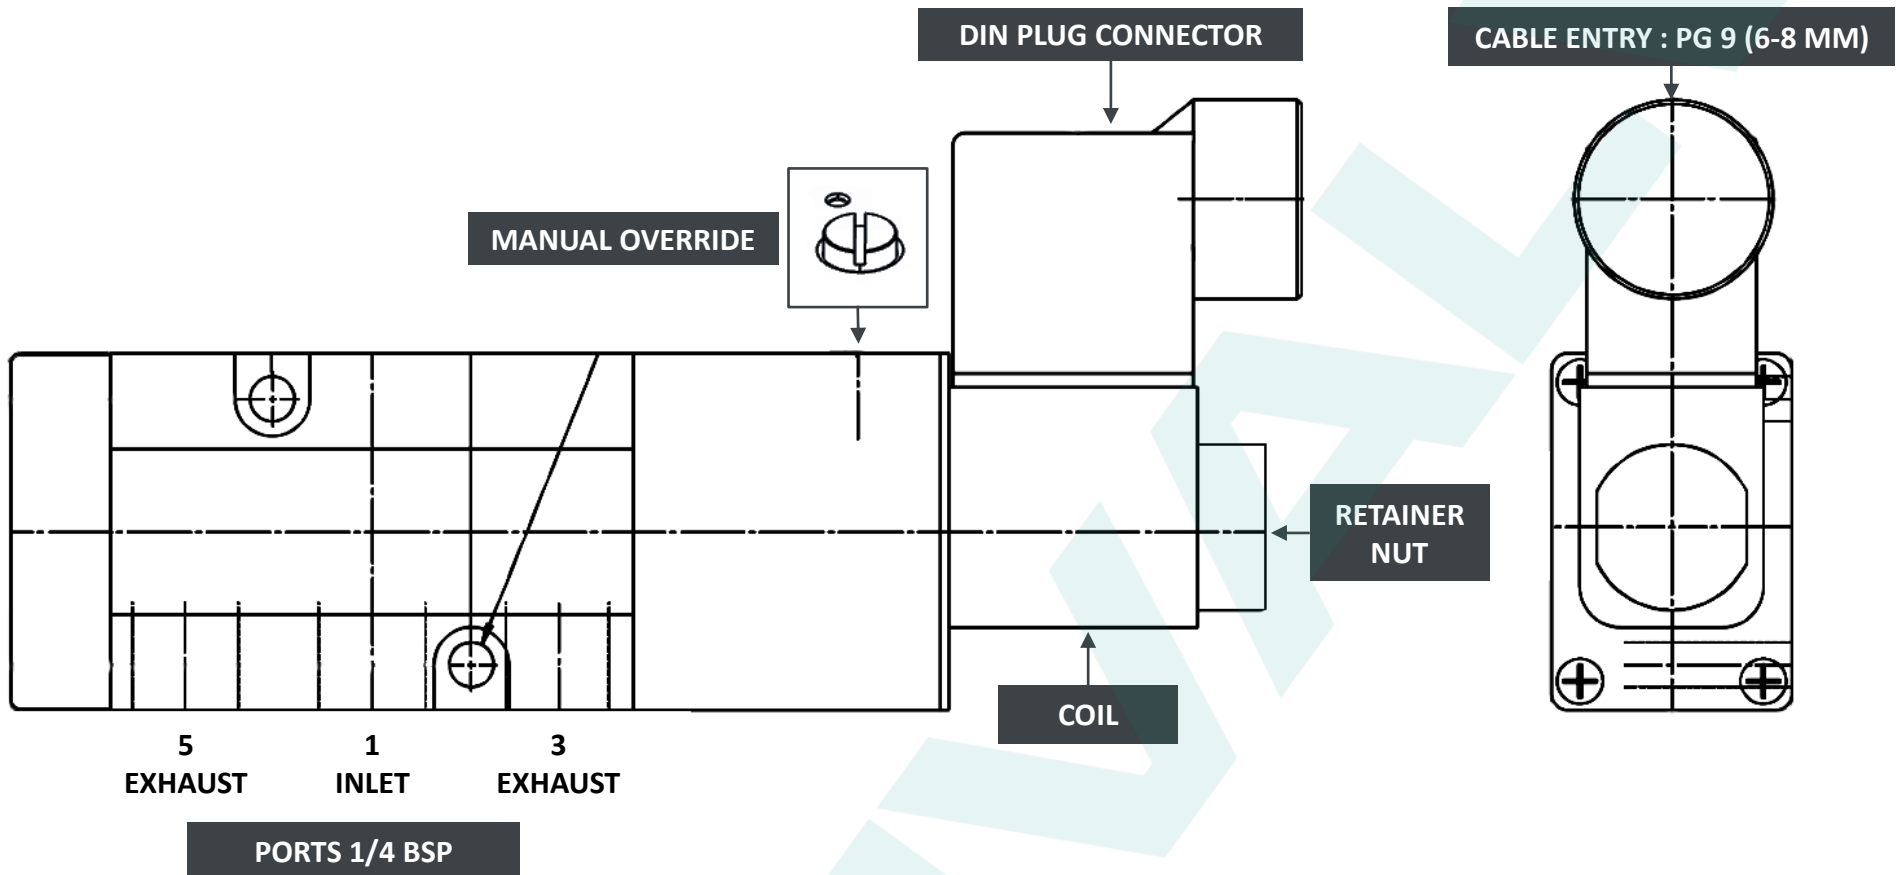 DIN PLUG CONNECTOR
CABLE ENTRY : PG 9 (6-8 MM)
MANUAL OVERRIDE
RETAINER
NUT
COIL
5
EXHAUST
1
INLET
3
EXHAUST
PORTS 1/4 BSP